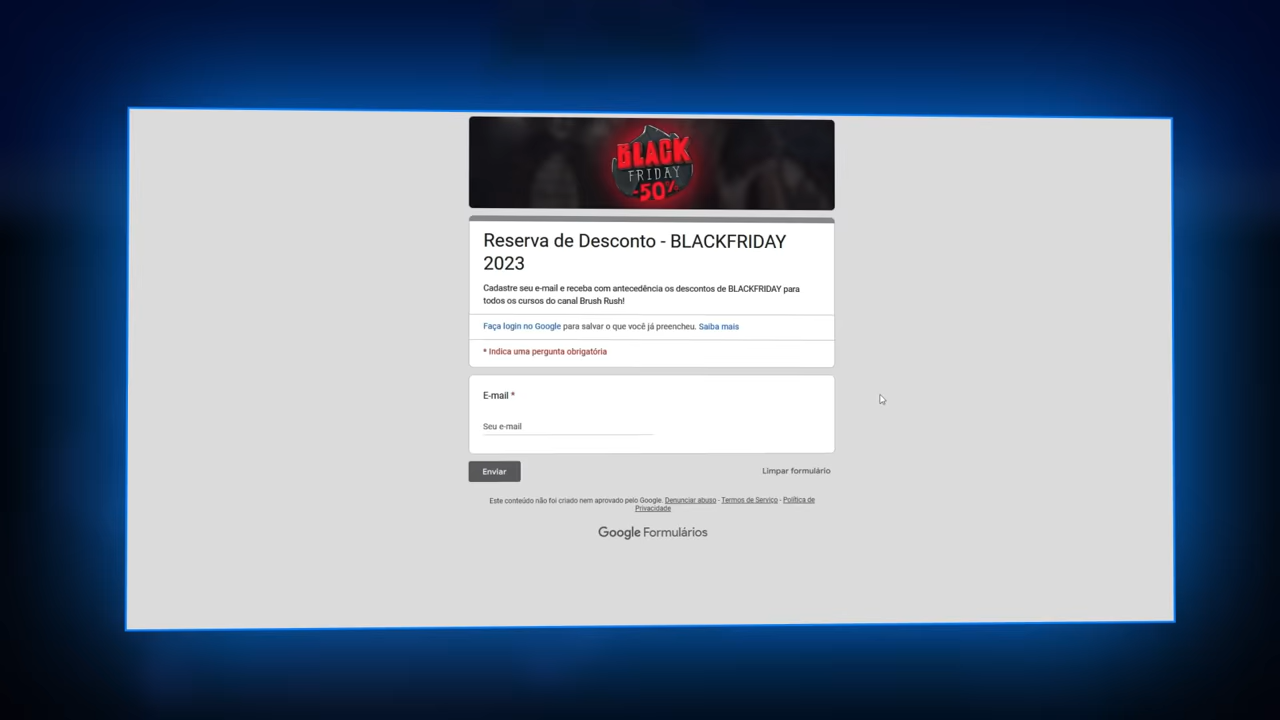 BLACK
FRIDAY
-50%
Reserva de Desconto - BLACKFRIDAY
2023
Cadastre seu e-mail e receba com antecedência os descontos de BLACKFRIDAY para
todos os cursos do canal Brush Rush!
Faça login no Google para salvar o que você já preencheu. Saiba mais
* Indica uma pergunta obrigatória
E-mail *
Seu e-mail
Enviar
Limpar formulário
Este conteúdo não foi criado nem aprovado pelo Google. Denunciar abuso - Termos de Serviço - Política de
Privacidade
Google Formulários